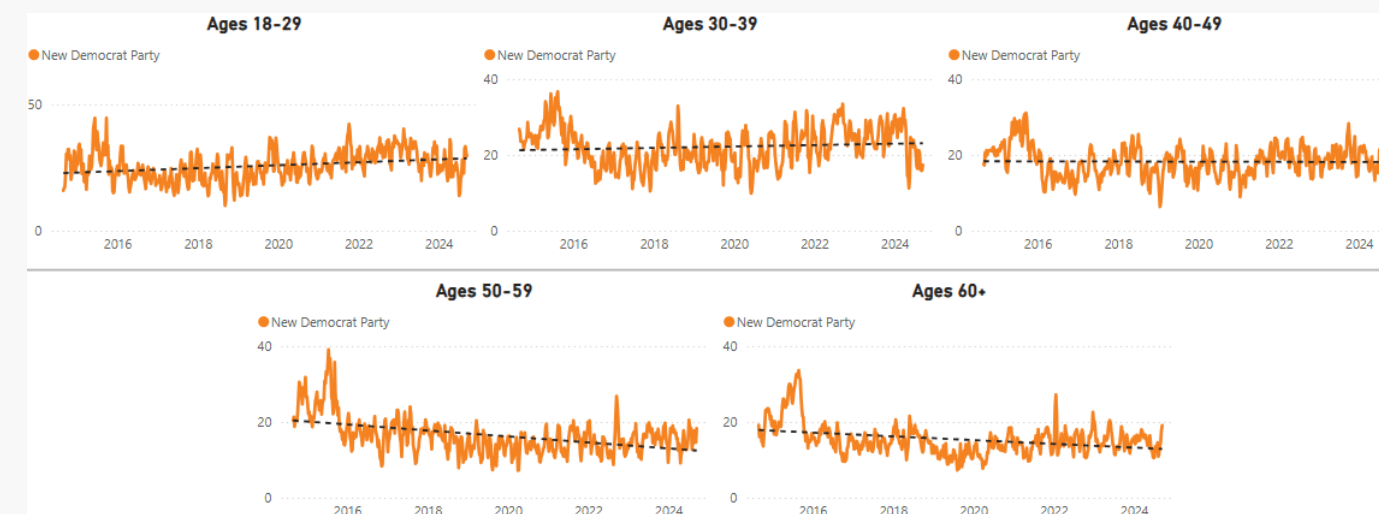 Ages 18-29
New Democrat Party
50
0
2016 2018 2020 2022 2024
Ages 30-39
New Democrat Party
40
20
0
2016 2018 2020 2022 2024
Ages 40-49
New Democrat Party
40
20
0
2016 2018 2020 2022 2024
Ages 50-59
New Democrat Party
40
20
0
2016 2018 2020 2022 2024
Ages 60+
New Democrat Party
40
20
0
2016 2018 2020 2022 2024